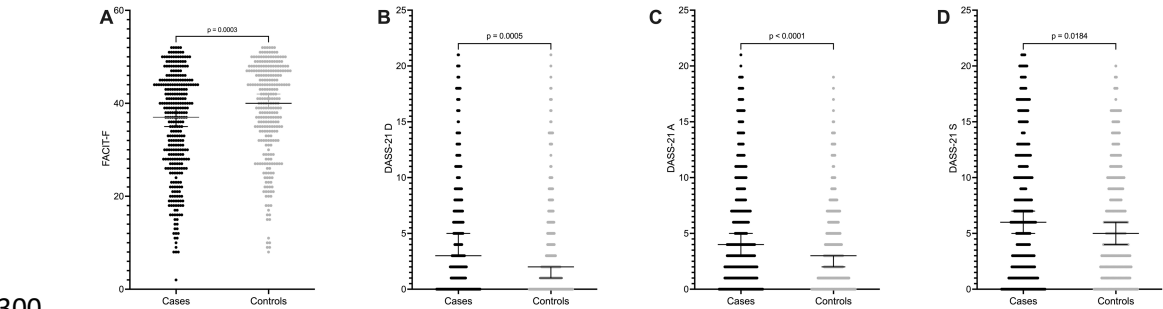 A
60
40
20
0
FACIT-F
p = 0.0003
Cases
Controls
B
25
20
15
10
5
0
DASS-21 D
p = 0.0005
Cases
Controls
C
25
20
15
10
5
0
DASS-21 A
p < 0.0001
Cases
Controls
D
25
20
15
10
5
0
DASS-21 S
p = 0.0184
Cases
Controls
300